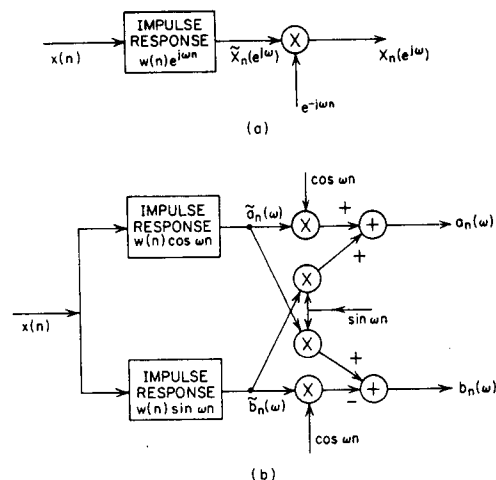 IMPULSE
RESPONSE
w(n)e^{jωn}
x(n)
X̃ₙ(e^{jω})
X
Xₙ(e^{jω})
e^{-jωn}
(a)
cos ωn
IMPULSE
RESPONSE
w(n) cos ωn
ãₙ(ω)
X
+
+
aₙ(ω)
+
X
x(n)
sin ωn
X
+
IMPULSE
RESPONSE
w(n) sin ωn
b̃ₙ(ω)
X
−
+
bₙ(ω)
cos ωn
(b)